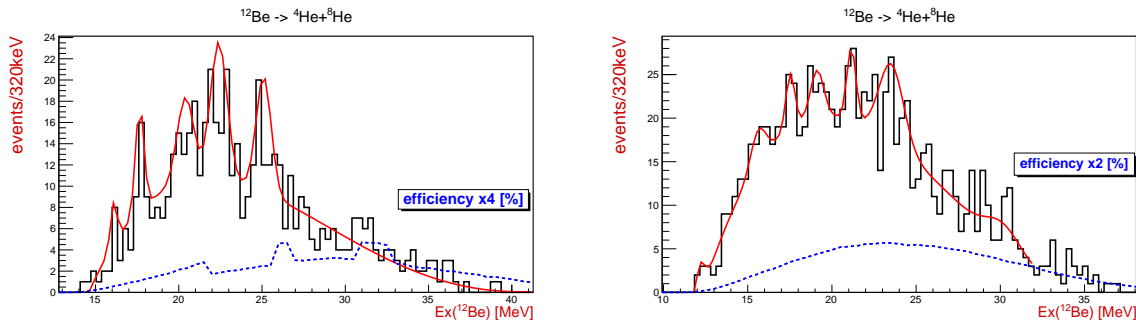 ¹²Be -> ⁴He+⁸He
events/320keV
24
22
20
18
16
14
12
10
8
6
4
2
0
efficiency x4 [%]
15 20 25 30 35 40
Ex(¹²Be) [MeV]
¹²Be -> ⁴He+⁸He
events/320keV
25
20
15
10
5
0
efficiency x2 [%]
10 15 20 25 30 35
Ex(¹²Be) [MeV]